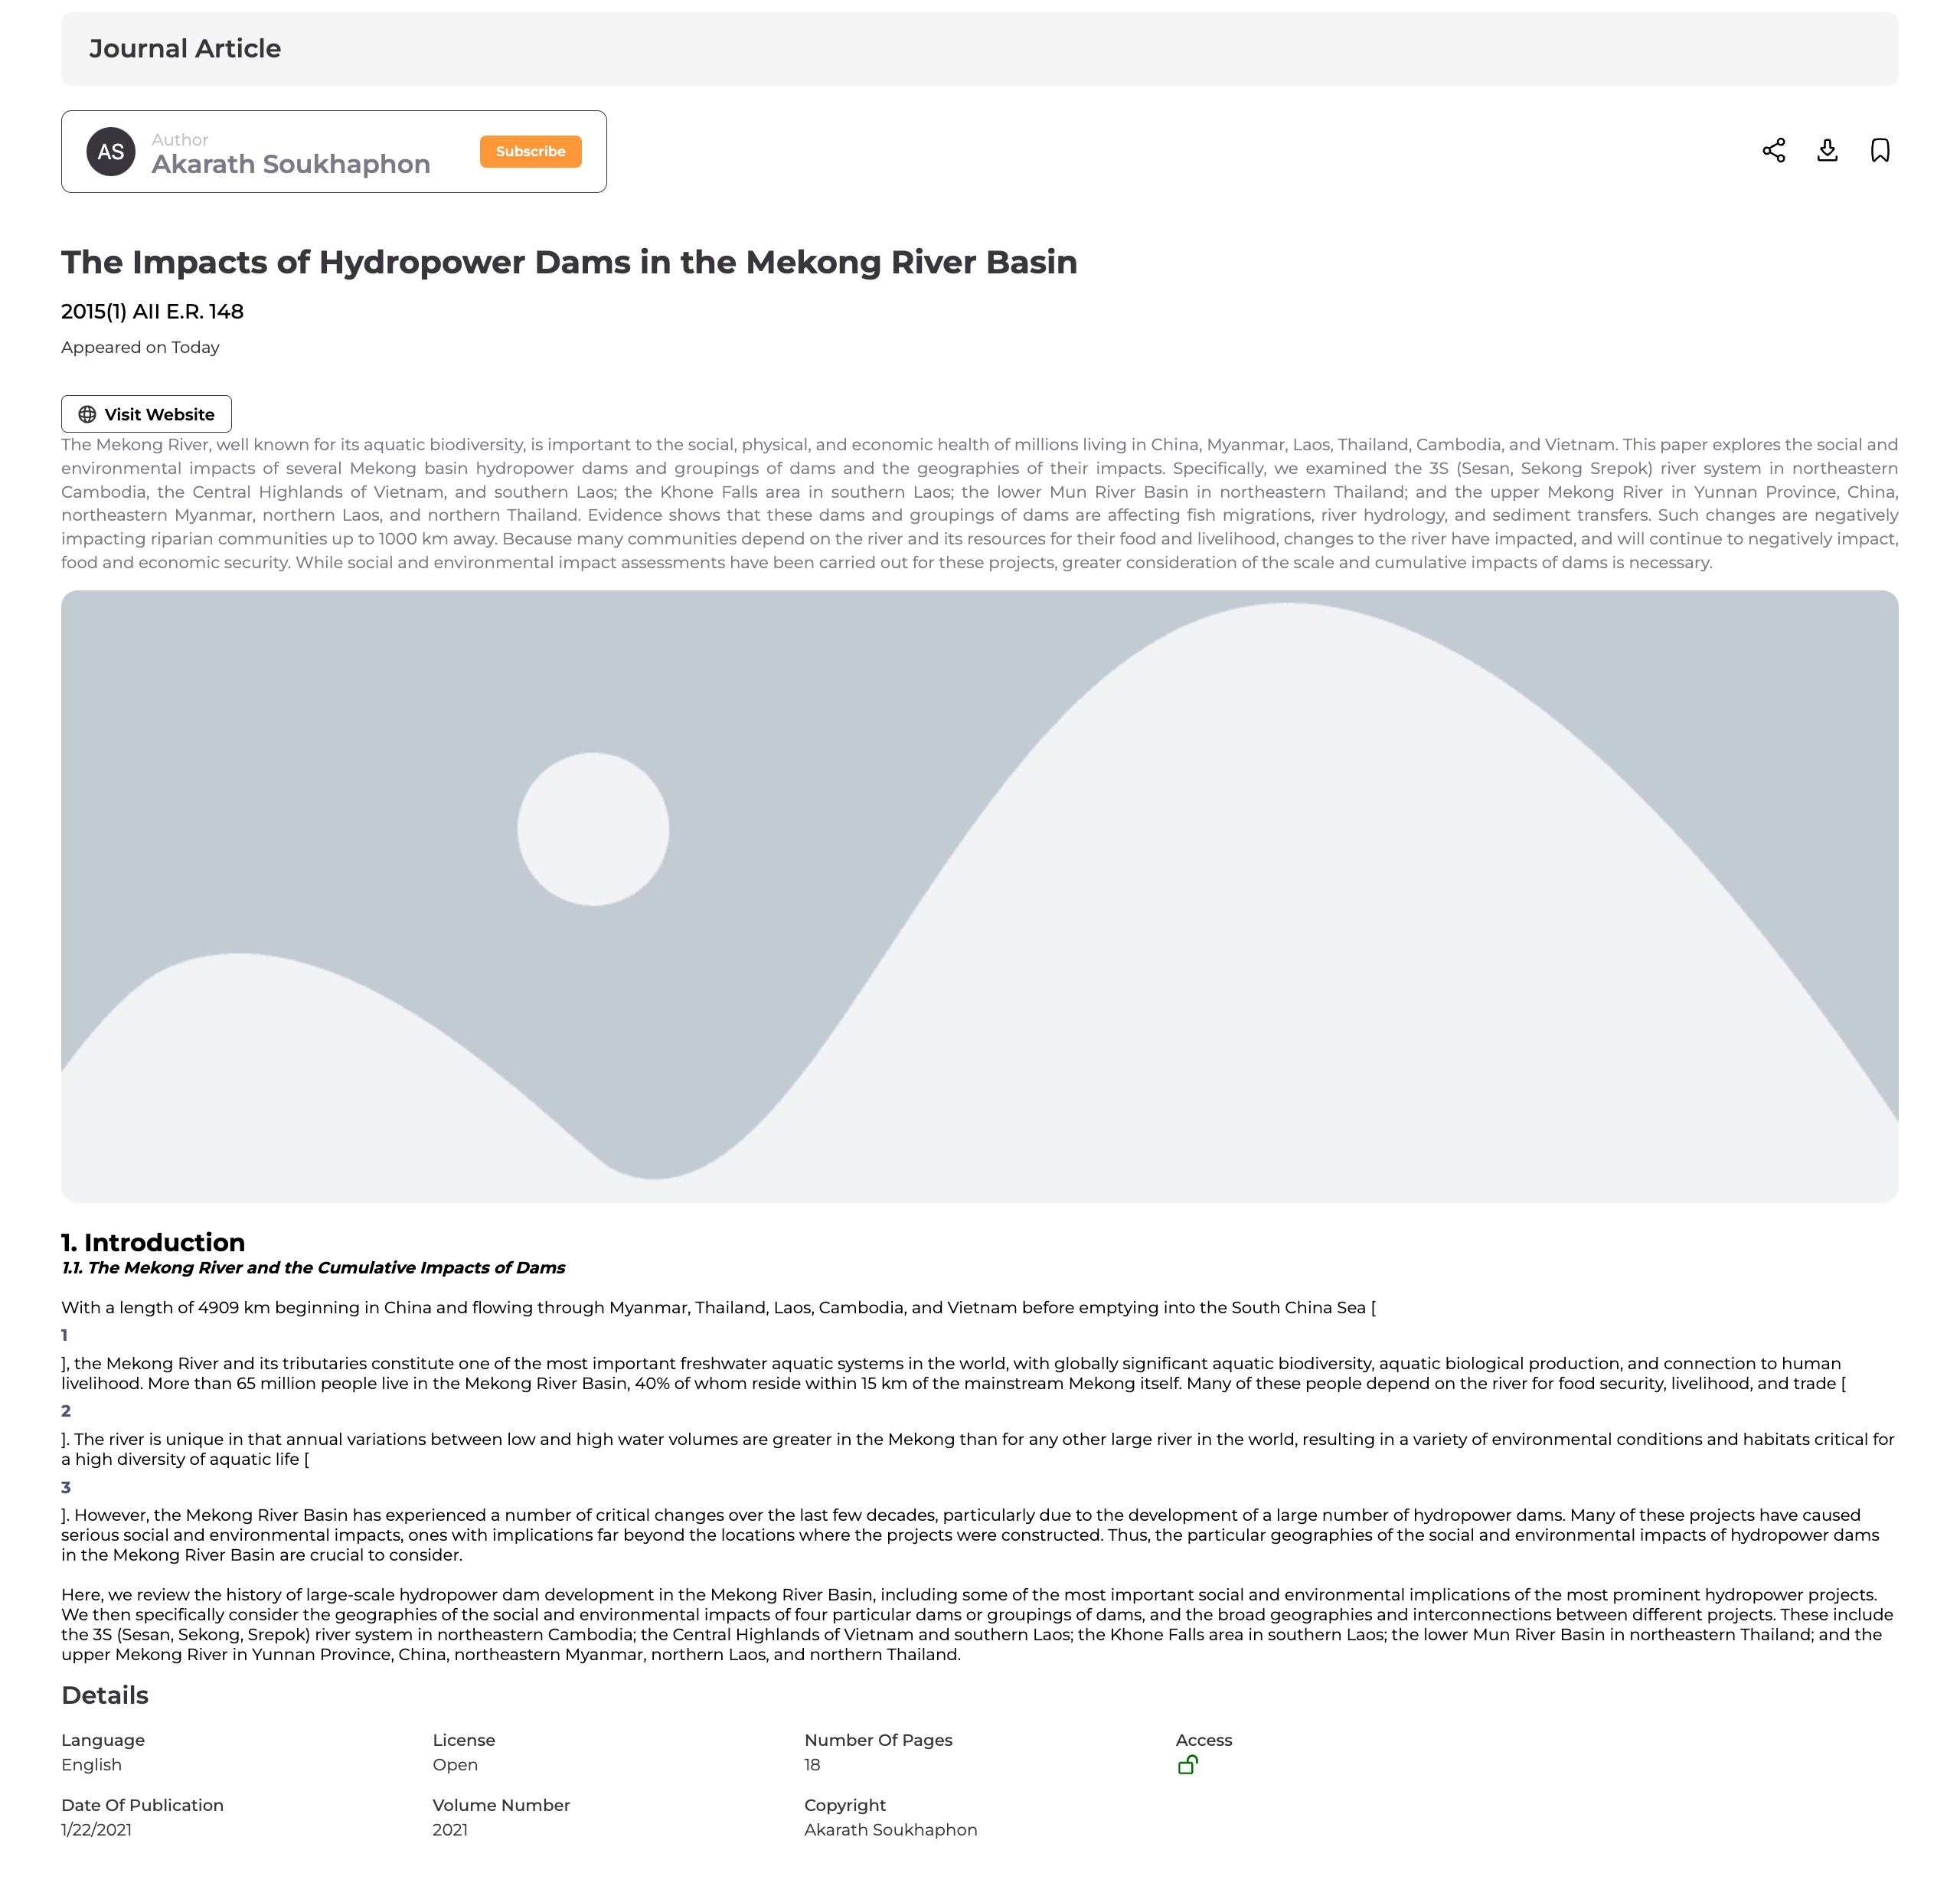 Journal Article
AS
Author
Akarath Soukhaphon
Subscribe
The Impacts of Hydropower Dams in the Mekong River Basin
2015(1) AII E.R. 148
Appeared on Today
Visit Website
The Mekong River, well known for its aquatic biodiversity, is important to the social, physical, and economic health of millions living in China, Myanmar, Laos, Thailand, Cambodia, and Vietnam. This paper explores the social and
environmental impacts of several Mekong basin hydropower dams and groupings of dams and the geographies of their impacts. Specifically, we examined the 3S (Sesan, Sekong Srepok) river system in northeastern
Cambodia, the Central Highlands of Vietnam, and southern Laos; the Khone Falls area in southern Laos; the lower Mun River Basin in northeastern Thailand; and the upper Mekong River in Yunnan Province, China,
northeastern Myanmar, northern Laos, and northern Thailand. Evidence shows that these dams and groupings of dams are affecting fish migrations, river hydrology, and sediment transfers. Such changes are negatively
impacting riparian communities up to 1000 km away. Because many communities depend on the river and its resources for their food and livelihood, changes to the river have impacted, and will continue to negatively impact,
food and economic security. While social and environmental impact assessments have been carried out for these projects, greater consideration of the scale and cumulative impacts of dams is necessary.
1. Introduction
1.1. The Mekong River and the Cumulative Impacts of Dams
With a length of 4909 km beginning in China and flowing through Myanmar, Thailand, Laos, Cambodia, and Vietnam before emptying into the South China Sea [
1
], the Mekong River and its tributaries constitute one of the most important freshwater aquatic systems in the world, with globally significant aquatic biodiversity, aquatic biological production, and connection to human
livelihood. More than 65 million people live in the Mekong River Basin, 40% of whom reside within 15 km of the mainstream Mekong itself. Many of these people depend on the river for food security, livelihood, and trade [
2
]. The river is unique in that annual variations between low and high water volumes are greater in the Mekong than for any other large river in the world, resulting in a variety of environmental conditions and habitats critical for
a high diversity of aquatic life [
3
]. However, the Mekong River Basin has experienced a number of critical changes over the last few decades, particularly due to the development of a large number of hydropower dams. Many of these projects have caused
serious social and environmental impacts, ones with implications far beyond the locations where the projects were constructed. Thus, the particular geographies of the social and environmental impacts of hydropower dams
in the Mekong River Basin are crucial to consider.
Here, we review the history of large-scale hydropower dam development in the Mekong River Basin, including some of the most important social and environmental implications of the most prominent hydropower projects.
We then specifically consider the geographies of the social and environmental impacts of four particular dams or groupings of dams, and the broad geographies and interconnections between different projects. These include
the 3S (Sesan, Sekong, Srepok) river system in northeastern Cambodia; the Central Highlands of Vietnam and southern Laos; the Khone Falls area in southern Laos; the lower Mun River Basin in northeastern Thailand; and the
upper Mekong River in Yunnan Province, China, northeastern Myanmar, northern Laos, and northern Thailand.
Details
Language
English
License
Open
Number Of Pages
18
Access
Date Of Publication
1/22/2021
Volume Number
2021
Copyright
Akarath Soukhaphon